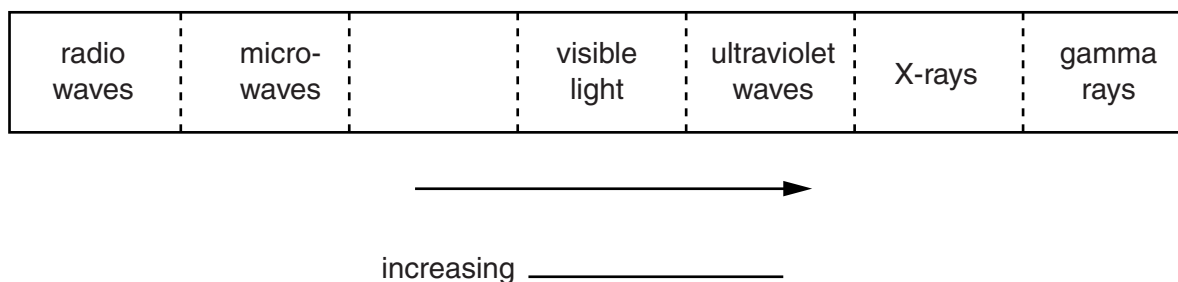 radio micro- visible ultraviolet X-rays gamma
waves waves light waves rays
increasing